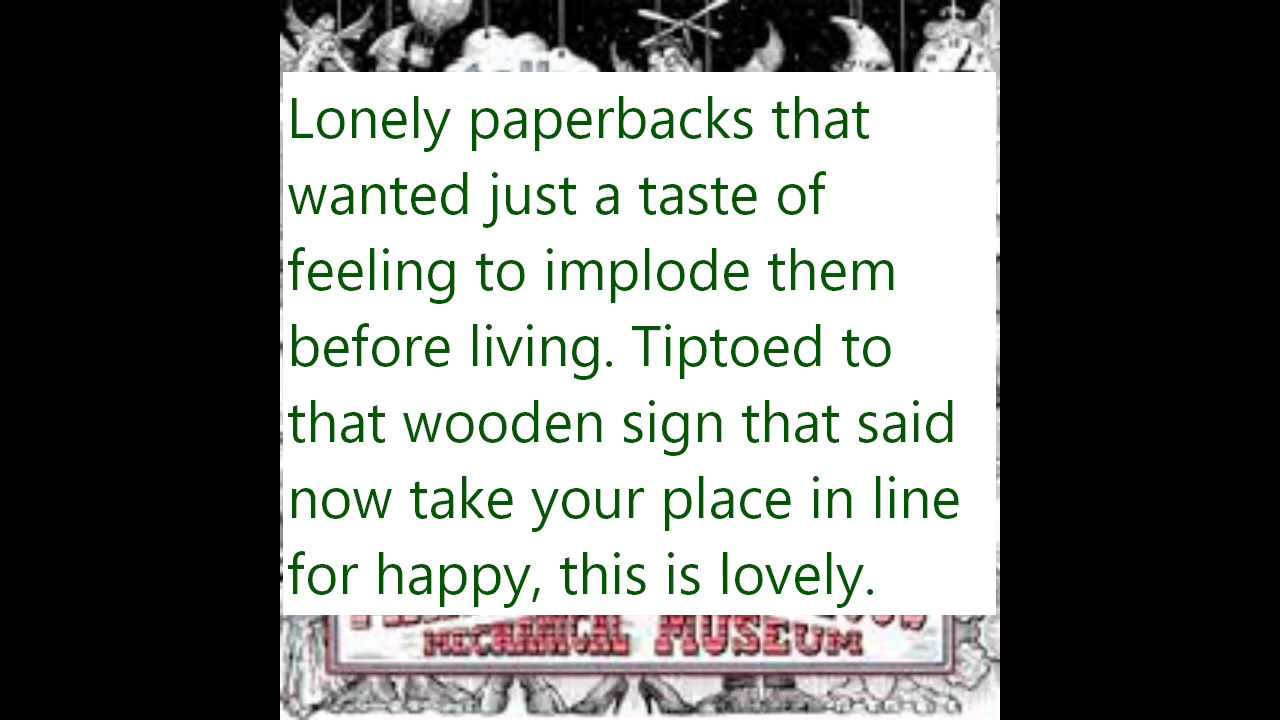 Lonely paperbacks that
wanted just a taste of
feeling to implode them
before living. Tiptoed to
that wooden sign that said
now take your place in line
for happy, this is lovely.
MECHANICAL MUSEUM